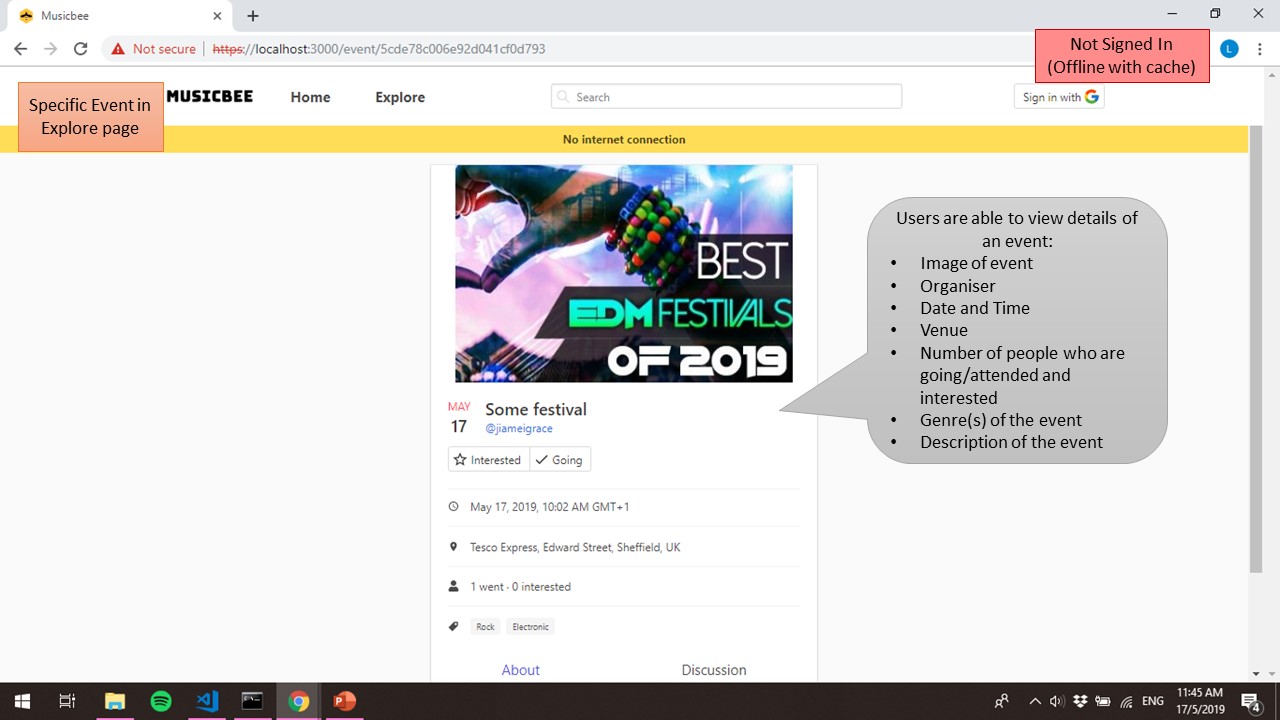 Musicbee
Not secure
https://localhost:3000/event/5cde78c006e92d041cf0d793
L
Not Signed In
(Offline with cache)
Specific Event in
Explore page
MUSICBEE
Home
Explore
Search
Sign in with
No internet connection
BEST
EDM FESTIVALS
OF 2019
Users are able to view details of
an event:
• Image of event
• Organiser
• Date and Time
• Venue
• Number of people who are
going/attended and
interested
• Genre(s) of the event
• Description of the event
MAY
17
Some festival
@jiameigrace
Interested
Going
May 17, 2019, 10:02 AM GMT+1
Tesco Express, Edward Street, Sheffield, UK
1 went · 0 interested
Rock
Electronic
About
Discussion
ENG
11:45 AM
17/5/2019
4